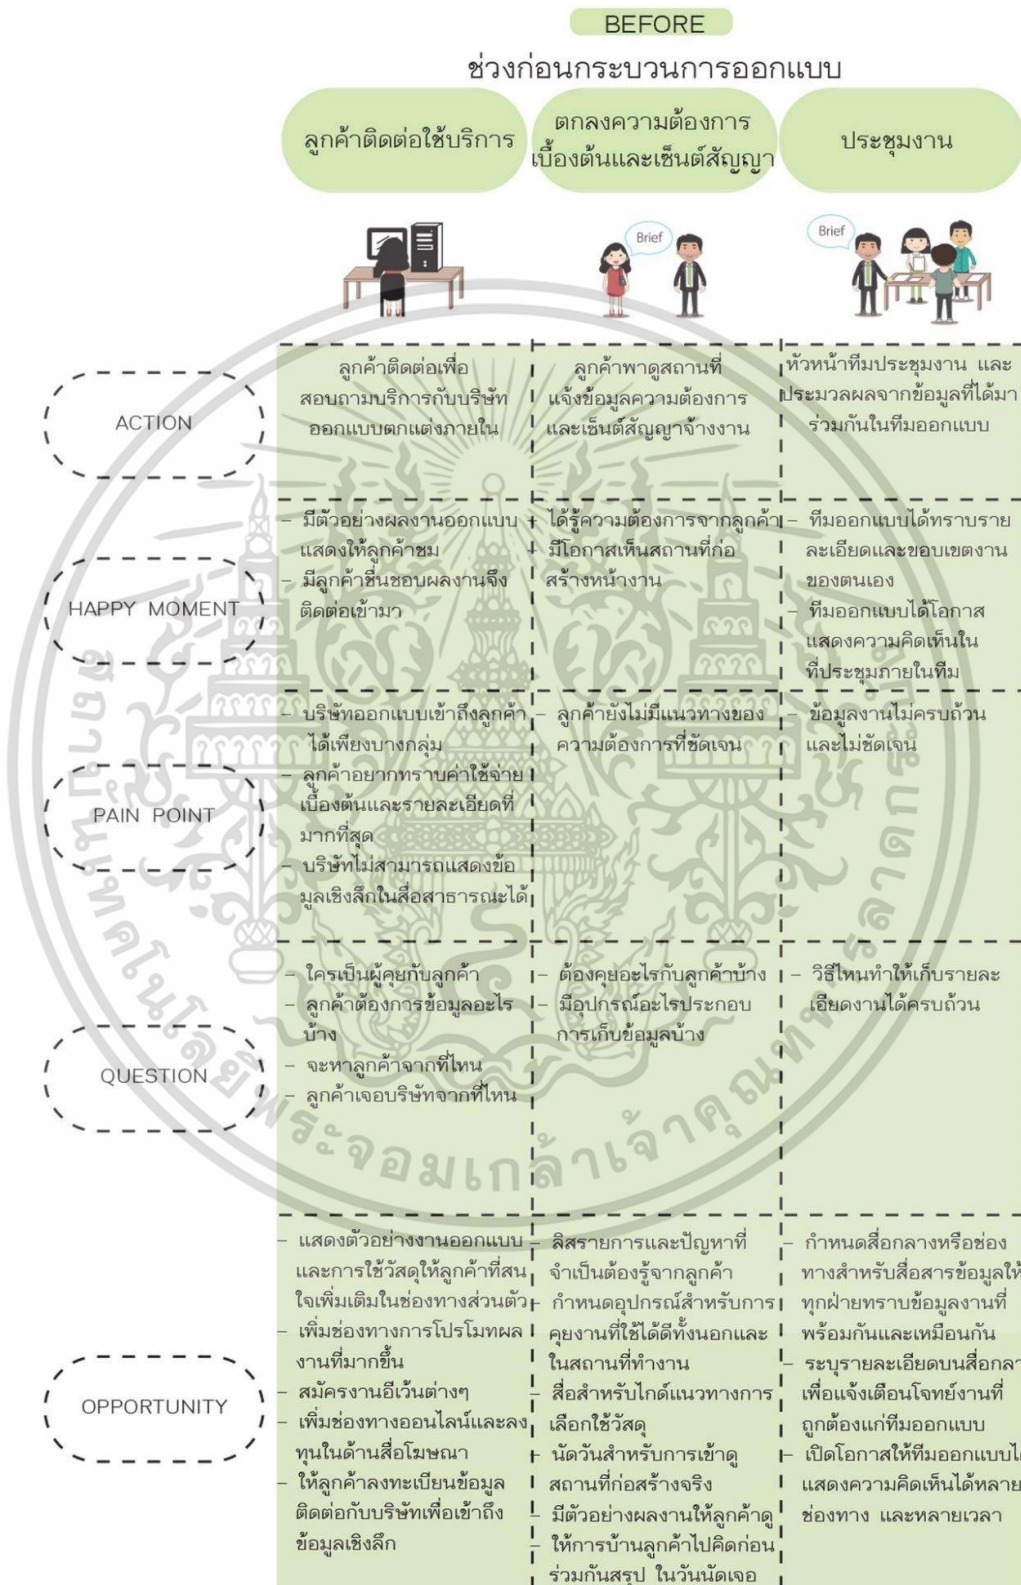 BEFORE
ช่วงก่อนกระบวนการออกแบบ
ลูกค้าติดต่อใช้บริการ
ตกลงความต้องการ
เบื้องต้นและเซ็นต์สัญญา
ประชุมงาน
Brief
Brief
ACTION
ลูกค้าติดต่อเพื่อ
สอบถามบริการกับบริษัท
ออกแบบตกแต่งภายใน
ลูกค้าพาดูสถานที่
แจ้งข้อมูลความต้องการ
และเซ็นต์สัญญาจ้างงาน
หัวหน้าทีมประชุมงาน และ
ประมวลผลจากข้อมูลที่ได้มา
ร่วมกันในทีมออกแบบ
HAPPY MOMENT
- มีตัวอย่างผลงานออกแบบ
แสดงให้ลูกค้าชม
- มีลูกค้าชื่นชอบผลงานจึง
ติดต่อเข้ามา
- ได้รู้ความต้องการจากลูกค้า
- มีโอกาสเห็นสถานที่ก่อ
สร้างหน้างาน
- ทีมออกแบบได้ทราบราย
ละเอียดและขอบเขตงาน
ของตนเอง
- ทีมออกแบบได้โอกาส
แสดงความคิดเห็นใน
ที่ประชุมภายในทีม
PAIN POINT
- บริษัทออกแบบเข้าถึงลูกค้า
ได้เพียงบางกลุ่ม
- ลูกค้าอยากทราบค่าใช้จ่าย
เบื้องต้นและรายละเอียดที่
มากที่สุด
- บริษัทไม่สามารถแสดงข้อ
มูลเชิงลึกในสื่อสาธารณะได้
- ลูกค้ายังไม่มีแนวทางของ
ความต้องการที่ชัดเจน
- ข้อมูลงานไม่ครบถ้วน
และไม่ชัดเจน
QUESTION
- ใครเป็นผู้คุยกับลูกค้า
- ลูกค้าต้องการข้อมูลอะไร
บ้าง
- จะหาลูกค้าจากที่ไหน
- ลูกค้าเจอบริษัทจากที่ไหน
- ต้องคุยอะไรกับลูกค้าบ้าง
- มีอุปกรณ์อะไรประกอบ
การเก็บข้อมูลบ้าง
- วิธีไหนทำให้เก็บรายละ
เอียดงานได้ครบถ้วน
OPPORTUNITY
- แสดงตัวอย่างงานออกแบบ
และการใช้วัสดุให้ลูกค้าที่สน
ใจเพิ่มเติมในช่องทางส่วนตัว
- เพิ่มช่องทางการโปรโมทผล
งานที่มากขึ้น
- สมัครงานอีเว้นต่างๆ
- เพิ่มช่องทางออนไลน์และลง
ทุนในด้านสื่อโฆษณา
- ให้ลูกค้าลงทะเบียนข้อมูล
ติดต่อกับบริษัทเพื่อเข้าถึง
ข้อมูลเชิงลึก
- ลิสรายการและปัญหาที่
จำเป็นต้องรู้จากลูกค้า
- กำหนดอุปกรณ์สำหรับการ
คุยงานที่ใช้ได้ดีทั้งนอกและ
ในสถานที่ทำงาน
- สื่อสำหรับไกด์แนวทางการ
เลือกใช้วัสดุ
- นัดวันสำหรับการเข้าดู
สถานที่ก่อสร้างจริง
- มีตัวอย่างผลงานให้ลูกค้าดู
- ให้การบ้านลูกค้าไปคิดก่อน
ร่วมกันสรุป ในวันนัดเจอ
- กำหนดสื่อกลางหรือช่อง
ทางสำหรับสื่อสารข้อมูลให้
ทุกฝ่ายทราบข้อมูลงานที่
พร้อมกันและเหมือนกัน
- ระบุรายละเอียดบนสื่อกลา
เพื่อแจ้งเตือนโจทย์งานที่
ถูกต้องแก่ทีมออกแบบ
- เปิดโอกาสให้ทีมออกแบบได
แสดงความคิดเห็นได้หลาย
ช่องทาง และหลายเวลา
สถาบันเทคโนโลยีพระจอมเกล้าเจ้าคุณทหารลาดกระบัง